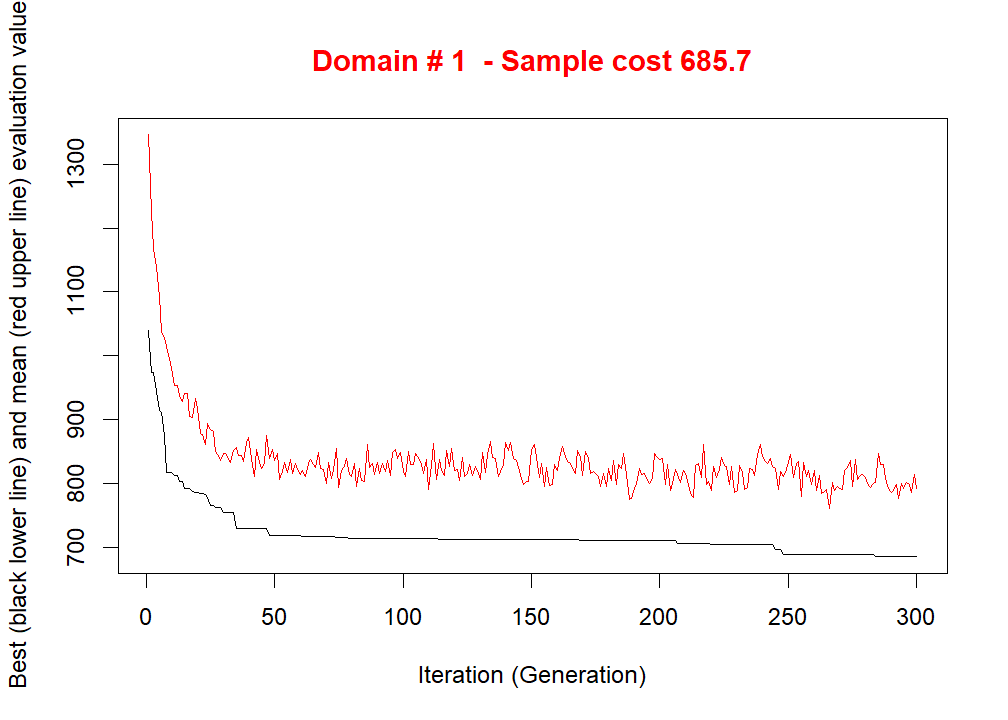 Domain # 1  - Sample cost 685.7
Best (black lower line) and mean (red upper line) evaluation value
1300
1100
900
800
700
0 50 100 150 200 250 300
Iteration (Generation)